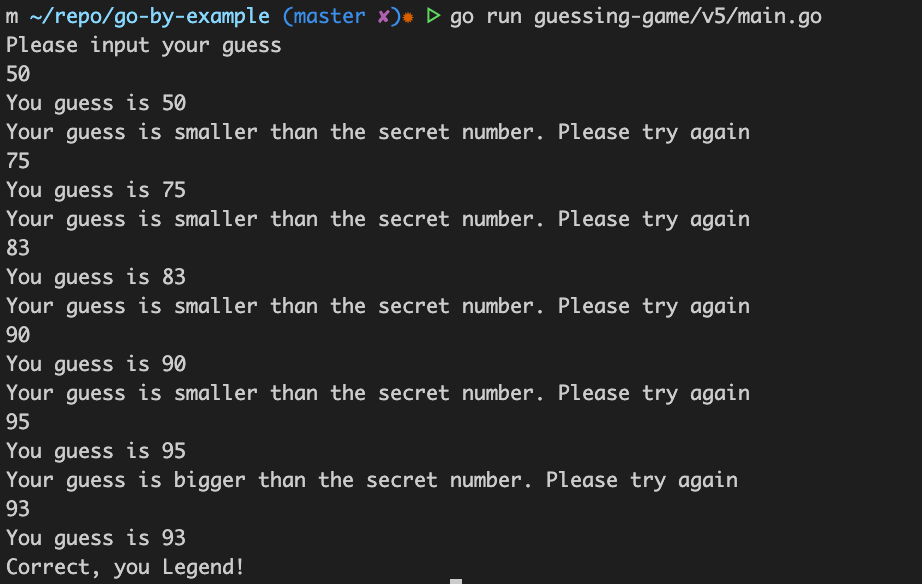 m ~/repo/go-by-example (master ✘)✹ ᐅ go run guessing-game/v5/main.go
Please input your guess
50
You guess is 50
Your guess is smaller than the secret number. Please try again
75
You guess is 75
Your guess is smaller than the secret number. Please try again
83
You guess is 83
Your guess is smaller than the secret number. Please try again
90
You guess is 90
Your guess is smaller than the secret number. Please try again
95
You guess is 95
Your guess is bigger than the secret number. Please try again
93
You guess is 93
Correct, you Legend!